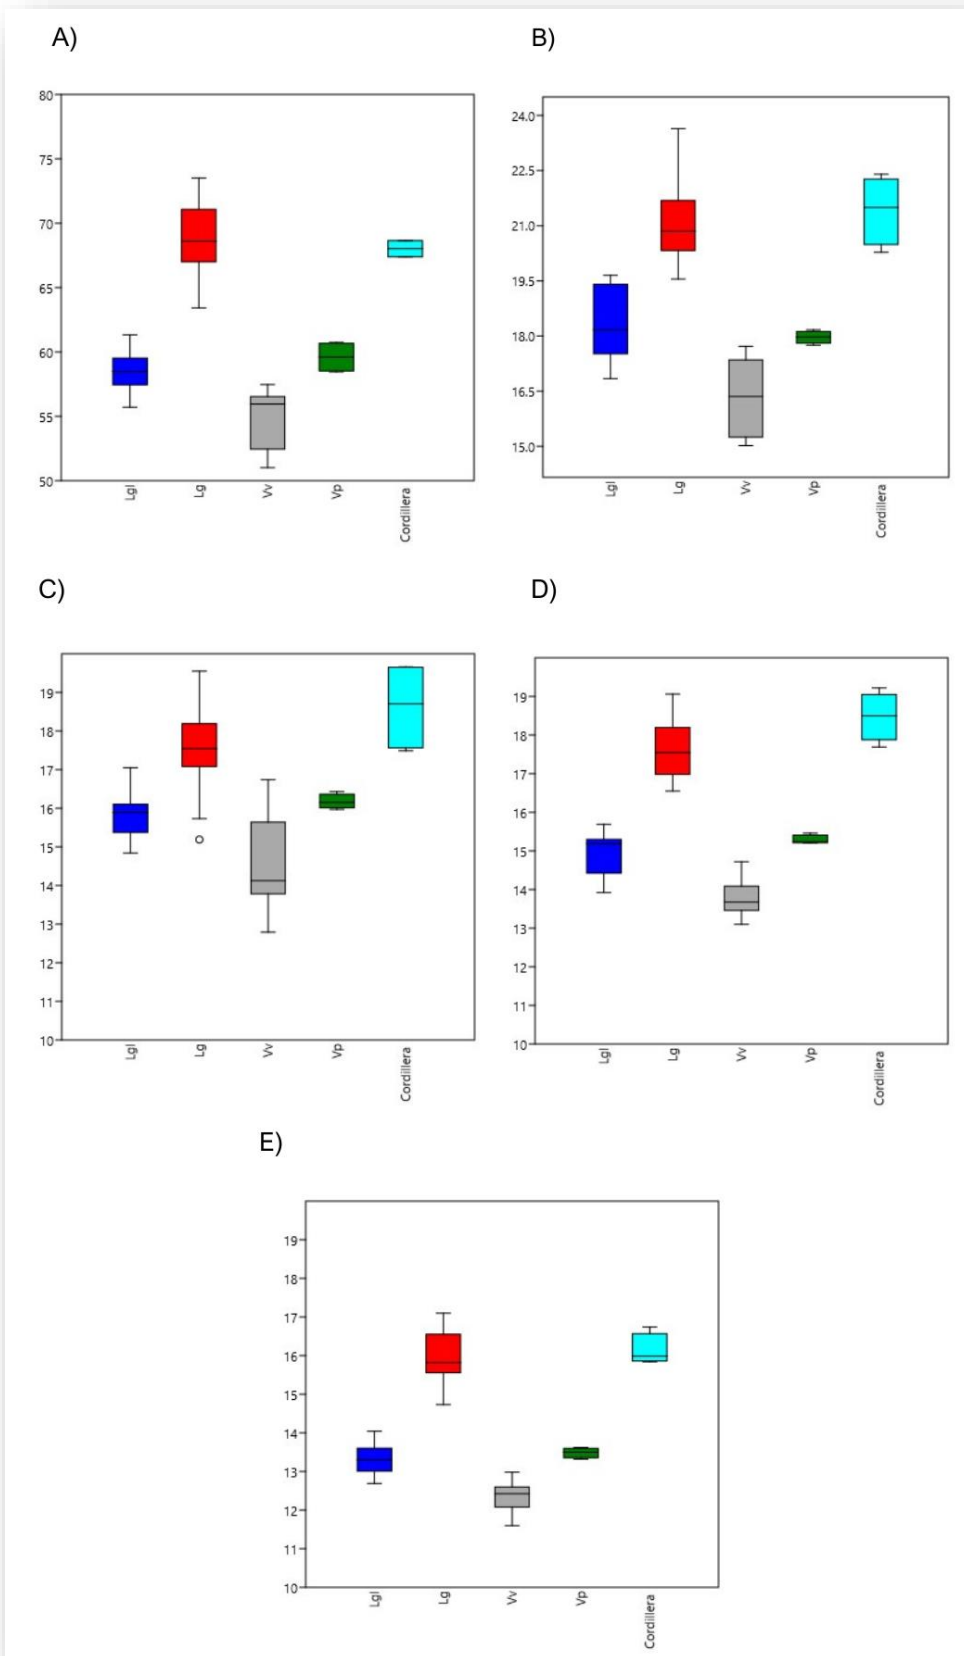 A)
B)
80
75
70
65
60
55
50
Lgl
Lg
Vv
Vp
Cordillera
24.0
22.5
21.0
19.5
18.0
16.5
15.0
Lgl
Lg
Vv
Vp
Cordillera
C)
D)
19
18
17
16
15
14
13
12
11
10
Lgl
Lg
Vv
Vp
Cordillera
19
18
17
16
15
14
13
12
11
10
Lgl
Lg
Vv
Vp
Cordillera
E)
19
18
17
16
15
14
13
12
11
10
Lgl
Lg
Vv
Vp
Cordillera